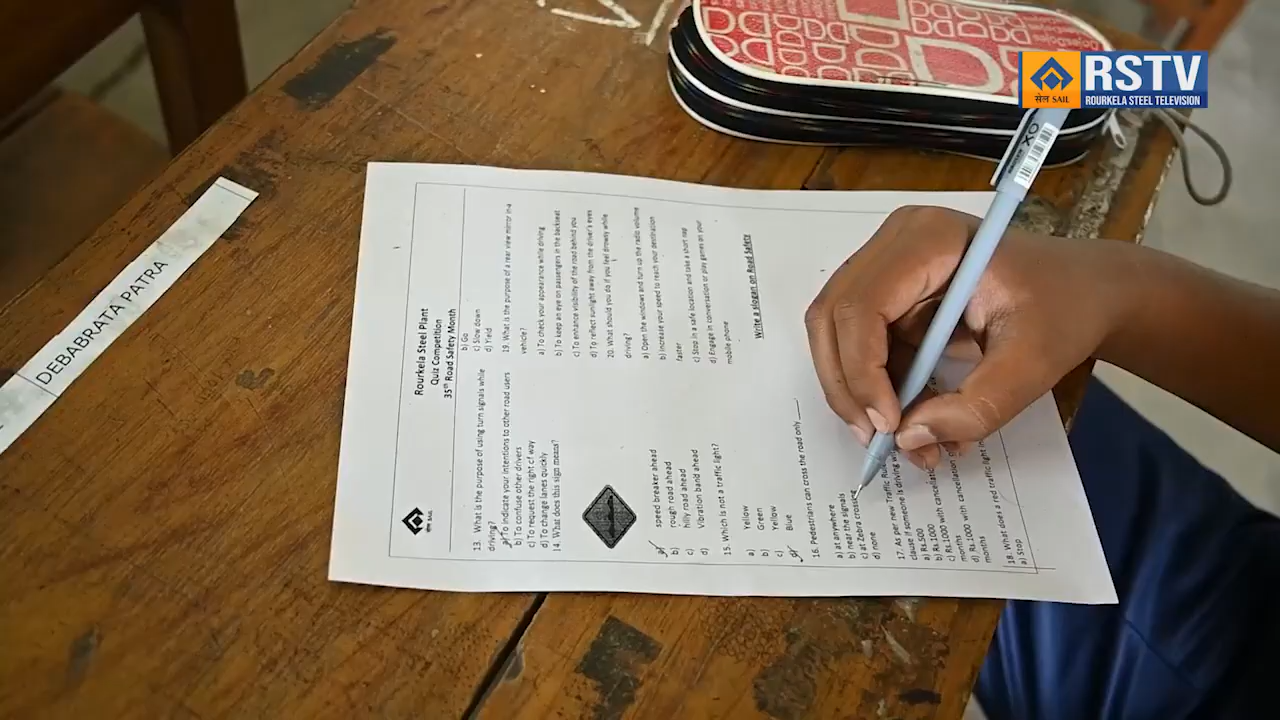 सेल SAIL
RSTV
ROURKELA STEEL TELEVISION
XO
DEBABRATA PATRA
Rourkela Steel Plant
Quiz Competition
35th Road Safety Month
सेल SAIL
13. What is the purpose of using turn signals while
driving?
a) To indicate your intentions to other road users
b) To confuse other drivers
c) To request the right of way
d) To change lanes quickly
14. What does this sign means?
a) speed breaker ahead
b) rough road ahead
c) hilly road ahead
d) Vibration band ahead
15. Which is not a traffic light?
a) Yellow
b) Green
c) Yellow
d) Blue
16. Pedestrians can cross the road only
a) at anywhere
b) near the signals
c) at Zebra crossing
d) none
17. As per new Traffic Rule
clause if someone is driving
a) Rs.500
b) Rs.1000
c) Rs.1000 with cancellation
months
d) Rs.1000 with cancellation
months
18. What does a red traffic light
a) Stop
b) Go
c) Slow down
d) Yield
19. What is the purpose of a rear view mirror in a
vehicle?
a) To check your appearance while driving
b) To keep an eye on passengers in the backseat
c) To enhance visibility of the road behind you
d) To reflect sunlight away from the driver's eyes
20. What should you do if you feel drowsy while
driving?
a) Open the windows and turn up the radio volume
b) Increase your speed to reach your destination
faster
c) Stop in a safe location and take a short nap
d) Engage in conversation or play games on your
mobile phone
Write a slogan on Road Safety